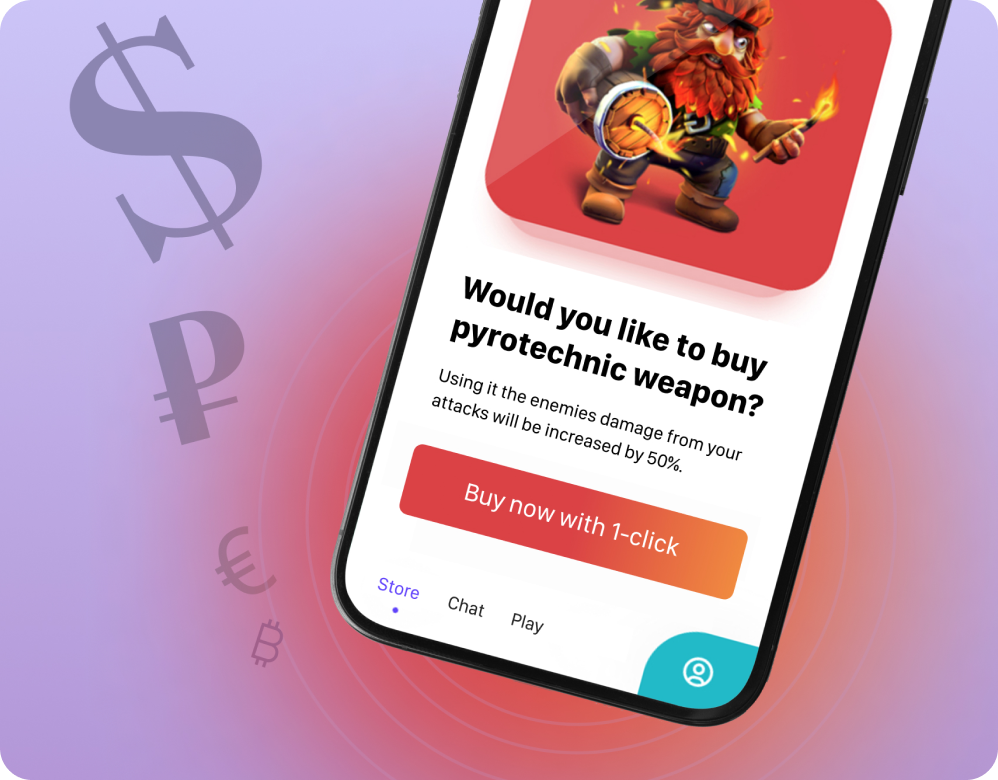 $
₽
€
₿
Would you like to buy
pyrotechnic weapon?
Using it the enemies damage from your
attacks will be increased by 50%.
Buy now with 1-click
Store Chat Play